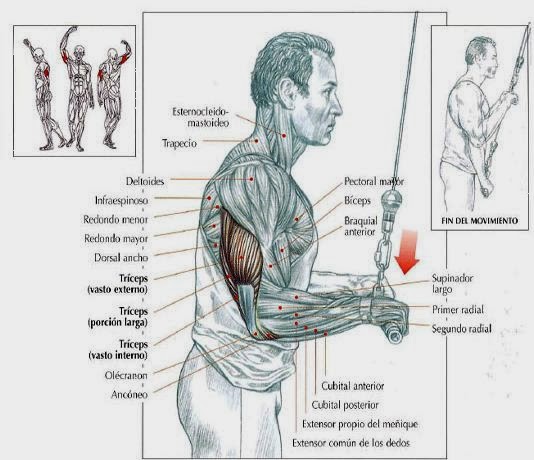 Esternocleido-
mastoideo
Trapecio
Deltoides
Infraespinoso
Redondo menor
Redondo mayor
Dorsal ancho
Tríceps
(vasto externo)
Tríceps
(porción larga)
Tríceps
(vasto interno)
Olécranon
Ancóneo
Pectoral mayor
Bíceps
Braquial
anterior
Supinador
largo
Primer radial
Segundo radial
Cubital anterior
Cubital posterior
Extensor propio del meñique
Extensor común de los dedos
FIN DEL MOVIMIENTO